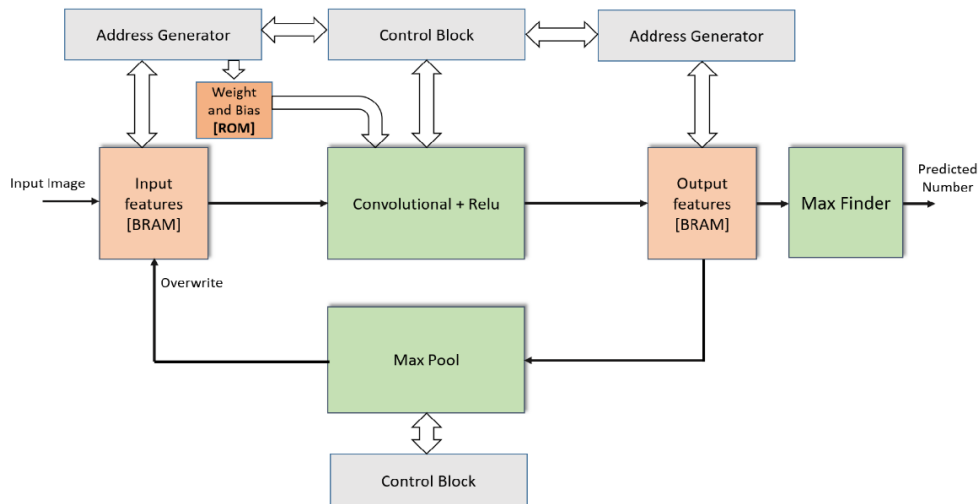 Address Generator
Control Block
Address Generator
Weight
and Bias
[ROM]
Input Image
Input
features
[BRAM]
Convolutional + Relu
Output
features
[BRAM]
Max Finder
Predicted
Number
Overwrite
Max Pool
Control Block